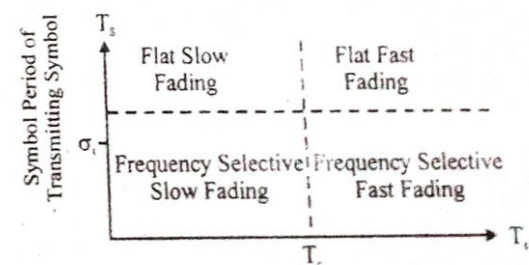 Symbol Period of
Transmitting Symbol
Tₛ
Flat Slow
Fading
Flat Fast
Fading
Frequency Selective
Slow Fading
Frequency Selective
Fast Fading